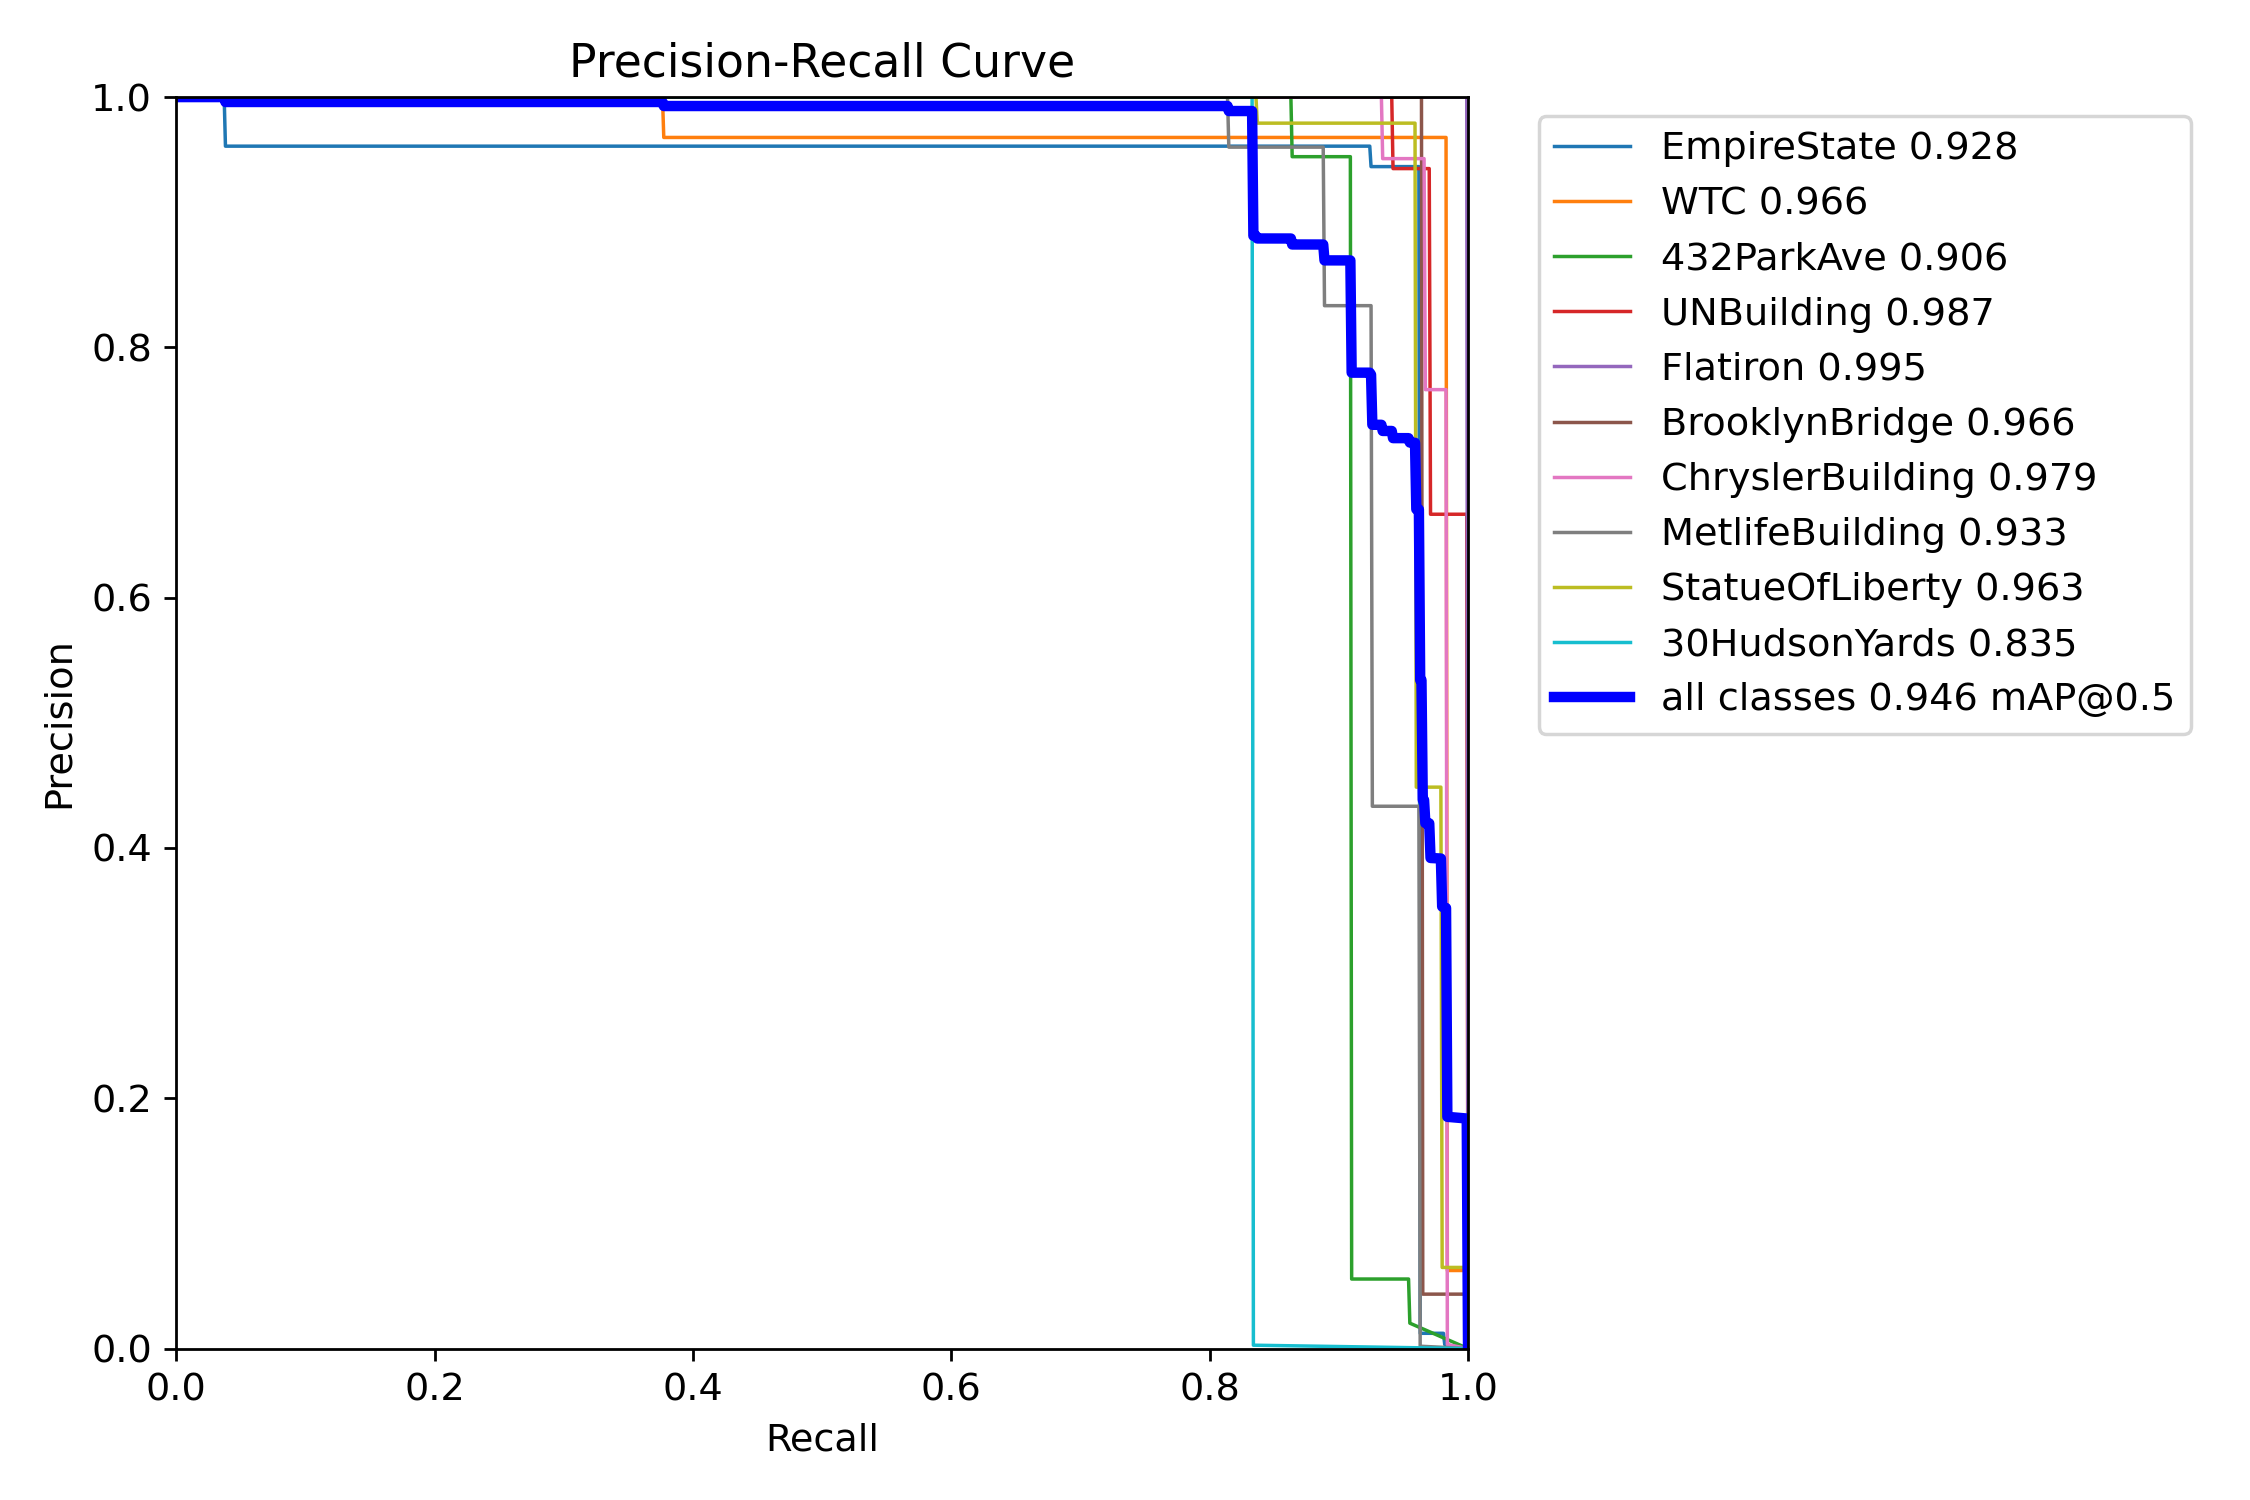 Precision-Recall Curve
1.0
0.8
0.6
0.4
0.2
0.0
Precision
0.0 0.2 0.4 0.6 0.8 1.0
Recall
EmpireState 0.928
WTC 0.966
432ParkAve 0.906
UNBuilding 0.987
Flatiron 0.995
BrooklynBridge 0.966
ChryslerBuilding 0.979
MetlifeBuilding 0.933
StatueOfLiberty 0.963
30HudsonYards 0.835
all classes 0.946 mAP@0.5